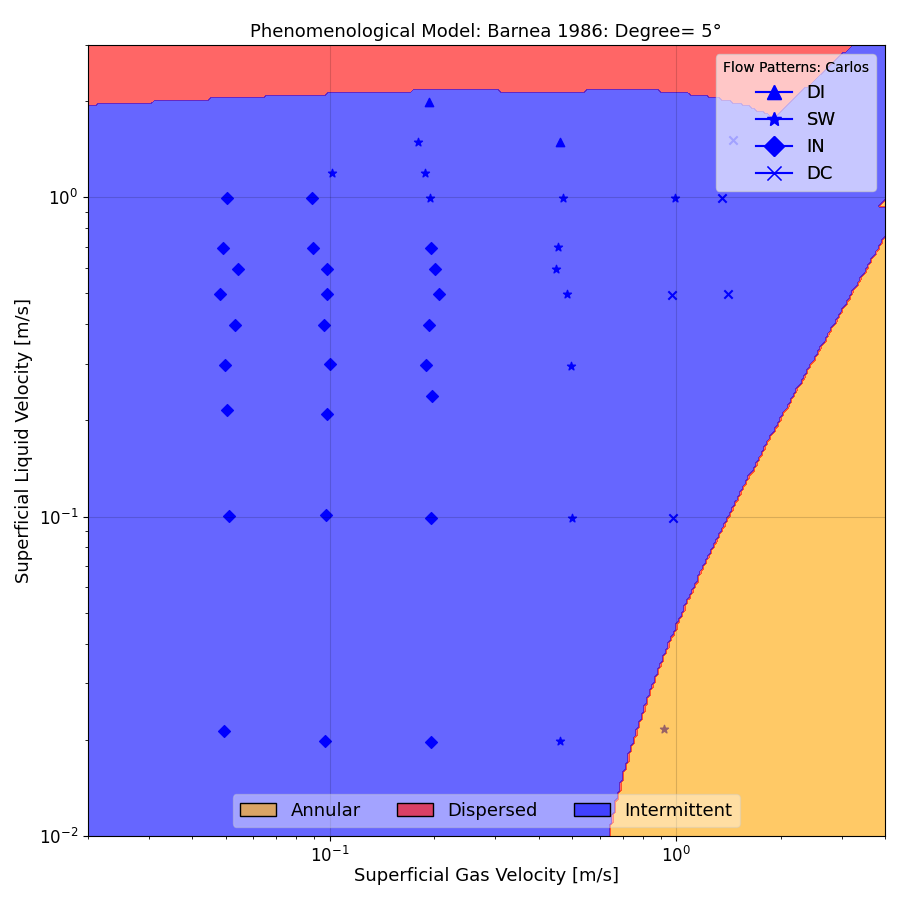 Phenomenological Model: Barnea 1986: Degree= 5°
Flow Patterns: Carlos
DI
SW
IN
DC
Superficial Liquid Velocity [m/s]
10⁰
10⁻¹
10⁻²
Annular Dispersed Intermittent
10⁻¹ 10⁰
Superficial Gas Velocity [m/s]